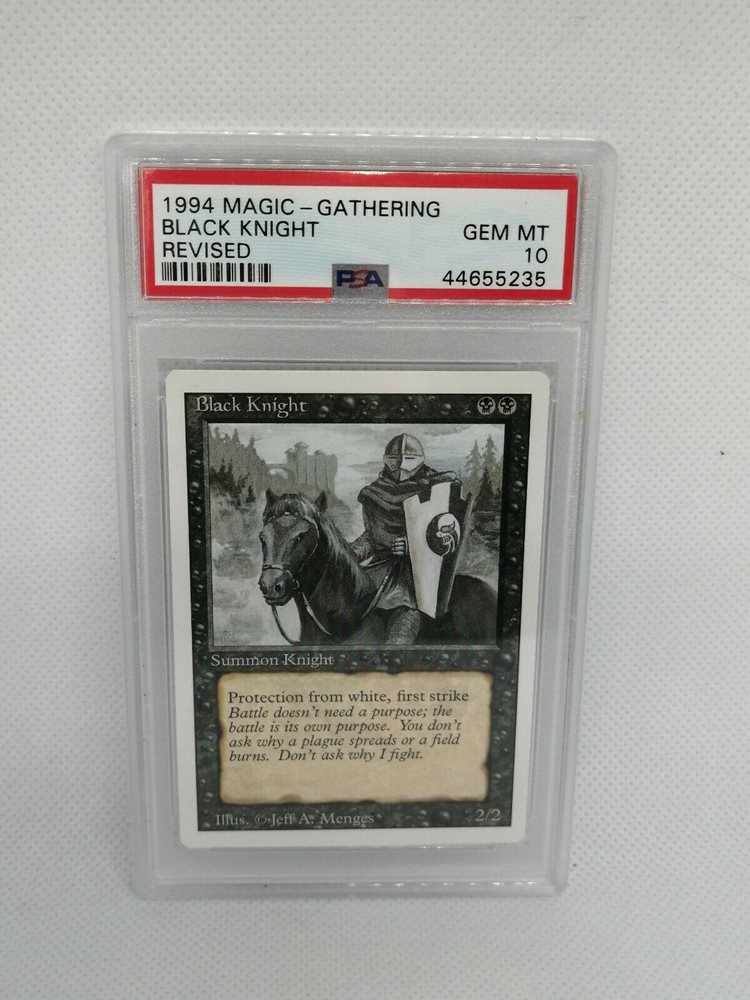 1994 MAGIC – GATHERING
BLACK KNIGHT
GEM MT
REVISED
10
PSA
44655235
Black Knight
Summon Knight
Protection from white, first strike
Battle doesn't need a purpose; the
battle is its own purpose. You don't
ask why a plague spreads or a field
burns. Don't ask why I fight.
Illus. © Jeff A. Menges
2/2